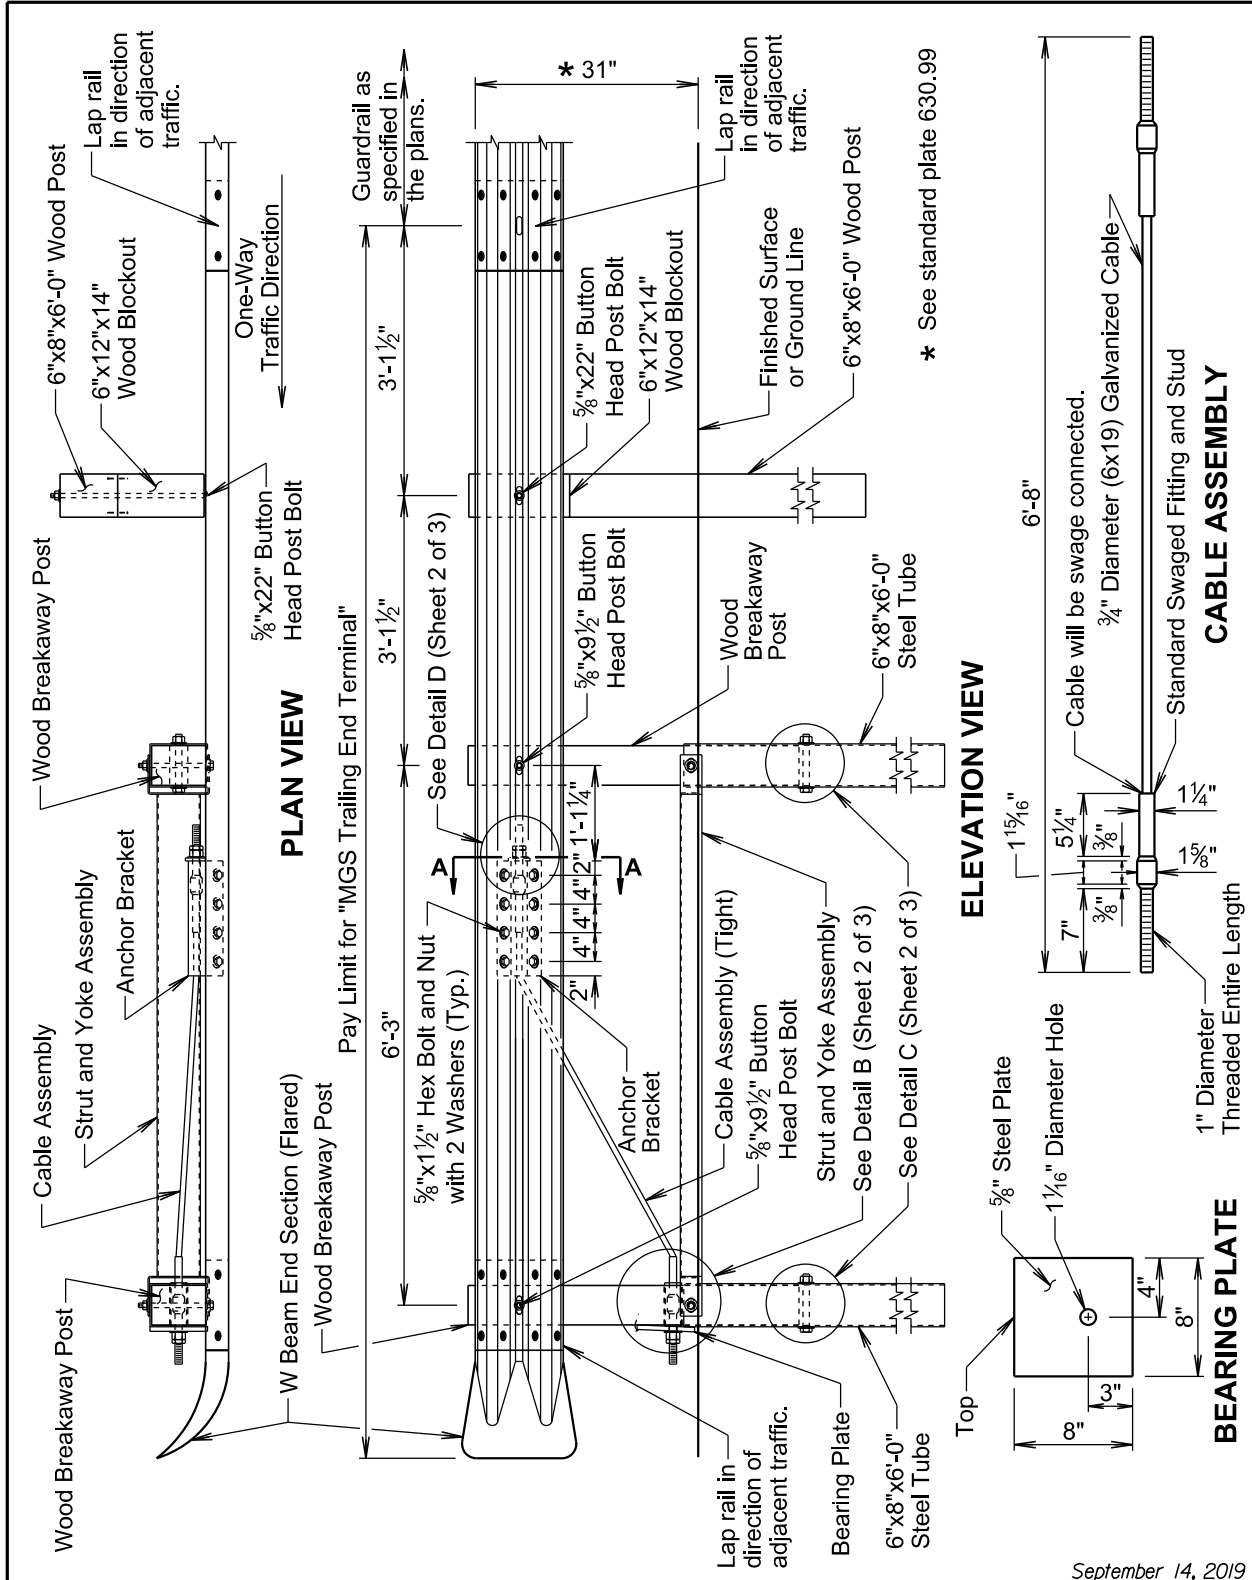 Wood Breakaway Post
Cable Assembly
Strut and Yoke Assembly
Anchor Bracket
Wood Breakaway Post
6"x8"x6'-0" Wood Post
6"x12"x14"
Wood Blockout
Lap rail
in direction
of adjacent
traffic.
One-Way
Traffic Direction
5/8"x22" Button
Head Post Bolt
PLAN VIEW
W Beam End Section (Flared)
Wood Breakaway Post
Pay Limit for "MGS Trailing End Terminal"
Guardrail as
specified in
the plans.
6'-3"
3'-1 1/2"
3'-1 1/2"
5/8"x1 1/2" Hex Bolt and Nut
with 2 Washers (Typ.)
See Detail D (Sheet 2 of 3)
A
A
2"
4"
4"
4"
2"
1'-1 1/4"
* 31"
Lap rail
in direction
of adjacent
traffic.
5/8"x9 1/2" Button
Head Post Bolt
5/8"x22" Button
Head Post Bolt
6"x12"x14"
Wood Blockout
Finished Surface
or Ground Line
6"x8"x6'-0" Wood Post
Wood
Breakaway
Post
6"x8"x6'-0"
Steel Tube
Anchor
Bracket
Cable Assembly (Tight)
5/8"x9 1/2" Button
Head Post Bolt
Strut and Yoke Assembly
See Detail B (Sheet 2 of 3)
See Detail C (Sheet 2 of 3)
Lap rail in
direction of
adjacent traffic.
Bearing Plate
6"x8"x6'-0"
Steel Tube
ELEVATION VIEW
* See standard plate 630.99
Top
5/8" Steel Plate
1 1/16" Diameter Hole
4"
8"
3"
8"
BEARING PLATE
6'-8"
Cable will be swage connected.
3/4" Diameter (6x19) Galvanized Cable
Standard Swaged Fitting and Stud
1 15/16"
5 1/4"
3/8"
3/8"
7"
1 1/4"
1 5/8"
1" Diameter
Threaded Entire Length
CABLE ASSEMBLY
September 14, 2019